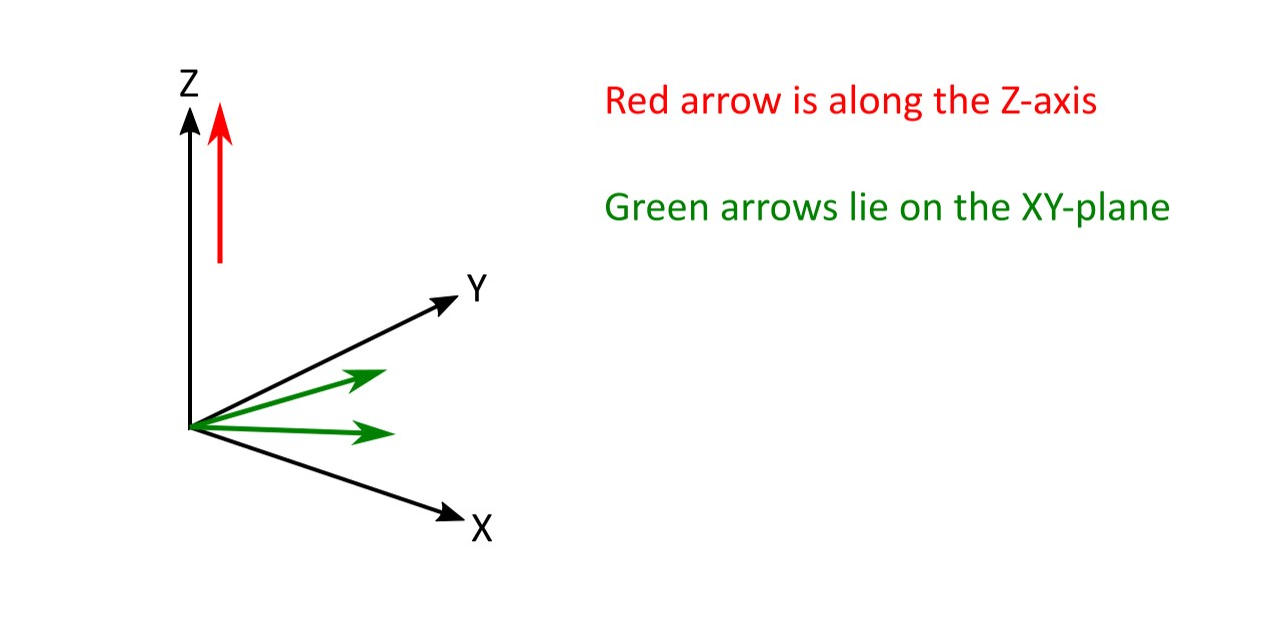 Z
Red arrow is along the Z-axis
Green arrows lie on the XY-plane
Y
X